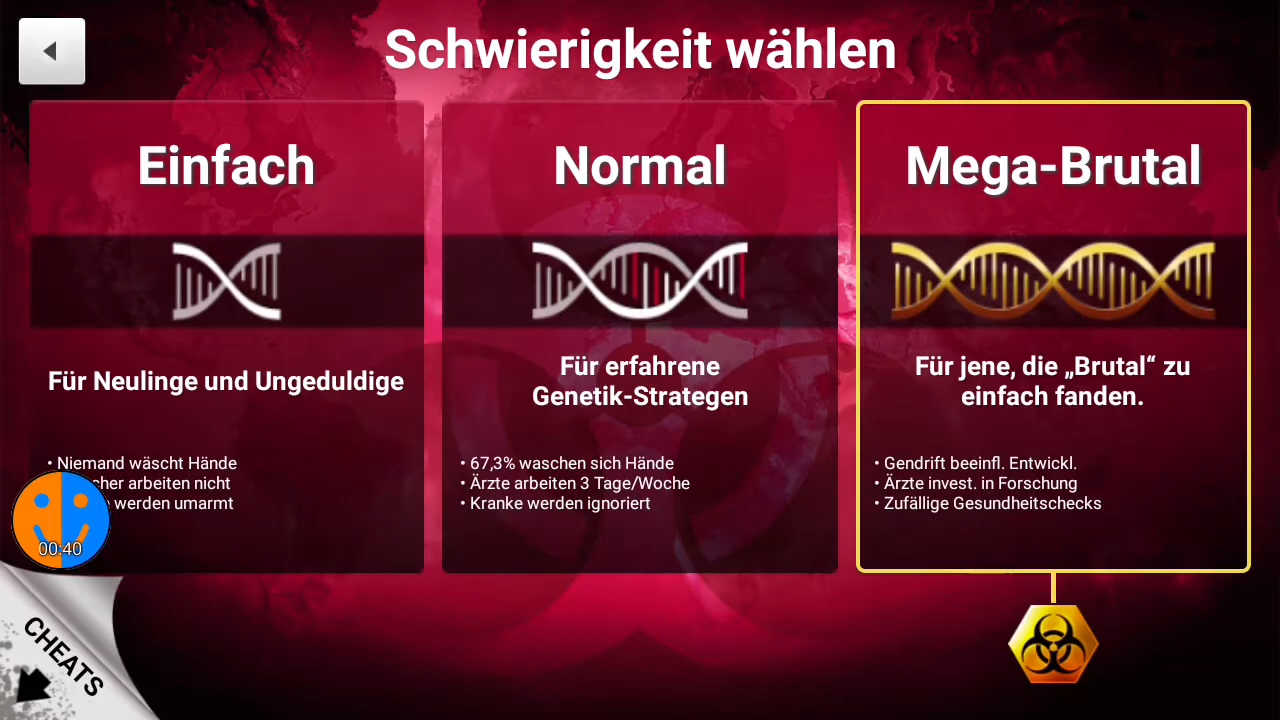 Schwierigkeit wählen
Einfach
Für Neulinge und Ungeduldige
• Niemand wäscht Hände
cher arbeiten nicht
werden umarmt
Normal
Für erfahrene
Genetik-Strategen
• 67,3% waschen sich Hände
• Ärzte arbeiten 3 Tage/Woche
• Kranke werden ignoriert
Mega-Brutal
Für jene, die „Brutal“ zu
einfach fanden.
• Gendrift beeinfl. Entwickl.
• Ärzte invest. in Forschung
• Zufällige Gesundheitschecks
00:40
CHEATS